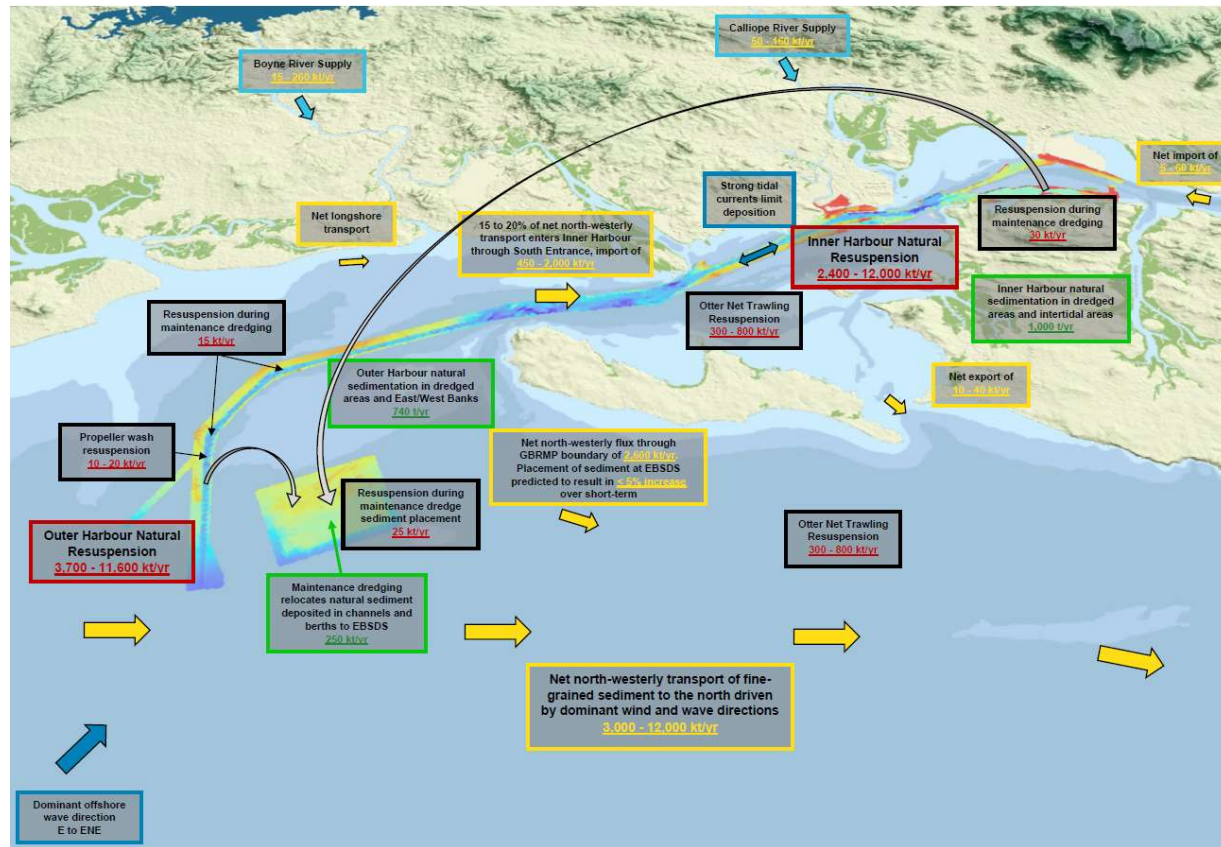 Calliope River Supply
50 - 160 kt/yr
Boyne River Supply
15 - 260 kt/yr
Net import of
5 - 60 kt/yr
Strong tidal
currents limit
deposition
Net longshore
transport
15 to 20% of net north-westerly
transport enters Inner Harbour
through South Entrance, import of
450 - 2,000 kt/yr
Resuspension during
maintenance dredging
30 kt/yr
Inner Harbour Natural
Resuspension
2,400 - 12,000 kt/yr
Inner Harbour natural
sedimentation in dredged
areas and intertidal areas
1,000 t/yr
Otter Net Trawling
Resuspension
300 - 800 kt/yr
Resuspension during
maintenance dredging
15 kt/yr
Outer Harbour natural
sedimentation in dredged
areas and East/West Banks
740 t/yr
Net export of
10 - 40 kt/yr
Propeller wash
resuspension
10 - 20 kt/yr
Net north-westerly flux through
GBRMP boundary of 2,600 kt/yr.
Placement of sediment at EBSDS
predicted to result in < 5% increase
over short-term
Resuspension during
maintenance dredge
sediment placement
25 kt/yr
Outer Harbour Natural
Resuspension
3,700 - 11,600 kt/yr
Otter Net Trawling
Resuspension
300 - 800 kt/yr
Maintenance dredging
relocates natural sediment
deposited in channels and
berths to EBSDS
250 kt/yr
Net north-westerly transport of fine-
grained sediment to the north driven
by dominant wind and wave directions
3,000 - 12,000 kt/yr
Dominant offshore
wave direction
E to ENE